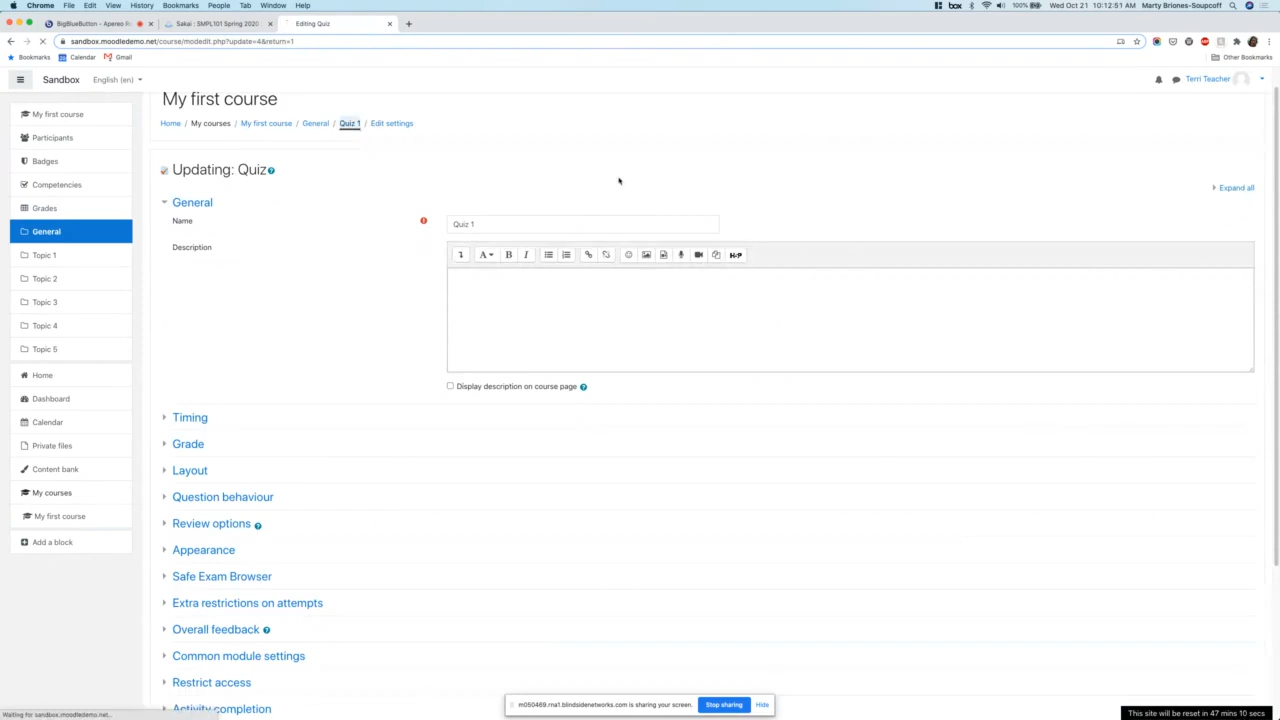 Chrome File Edit View History Bookmarks People Tab Window Help
box 100% Wed Oct 21 10:12:51 AM Marty Briones-Soupcoff
BigBlueButton - Apereo R
Sakai : SMPL101 Spring 2020
Editing Quiz
sandbox.moodledemo.net/course/modedit.php?update=4&return=1
Bookmarks Calendar Gmail Other Bookmarks
Sandbox English (en) Terri Teacher
My first course
Home / My courses / My first course / General / Quiz 1 / Edit settings
My first course
Participants
Badges
Competencies
Grades
General
Topic 1
Topic 2
Topic 3
Topic 4
Topic 5
Home
Dashboard
Calendar
Private files
Content bank
My courses
My first course
Add a block
Updating: Quiz
Expand all
General
Name
Quiz 1
Description
A B I H-P
Display description on course page
Timing
Grade
Layout
Question behaviour
Review options
Appearance
Safe Exam Browser
Extra restrictions on attempts
Overall feedback
Common module settings
Restrict access
Activity completion
m050469.rna1.blindsidenetworks.com is sharing your screen. Stop sharing Hide
Waiting for sandbox.moodledemo.net...
This site will be reset in 47 mins 10 secs